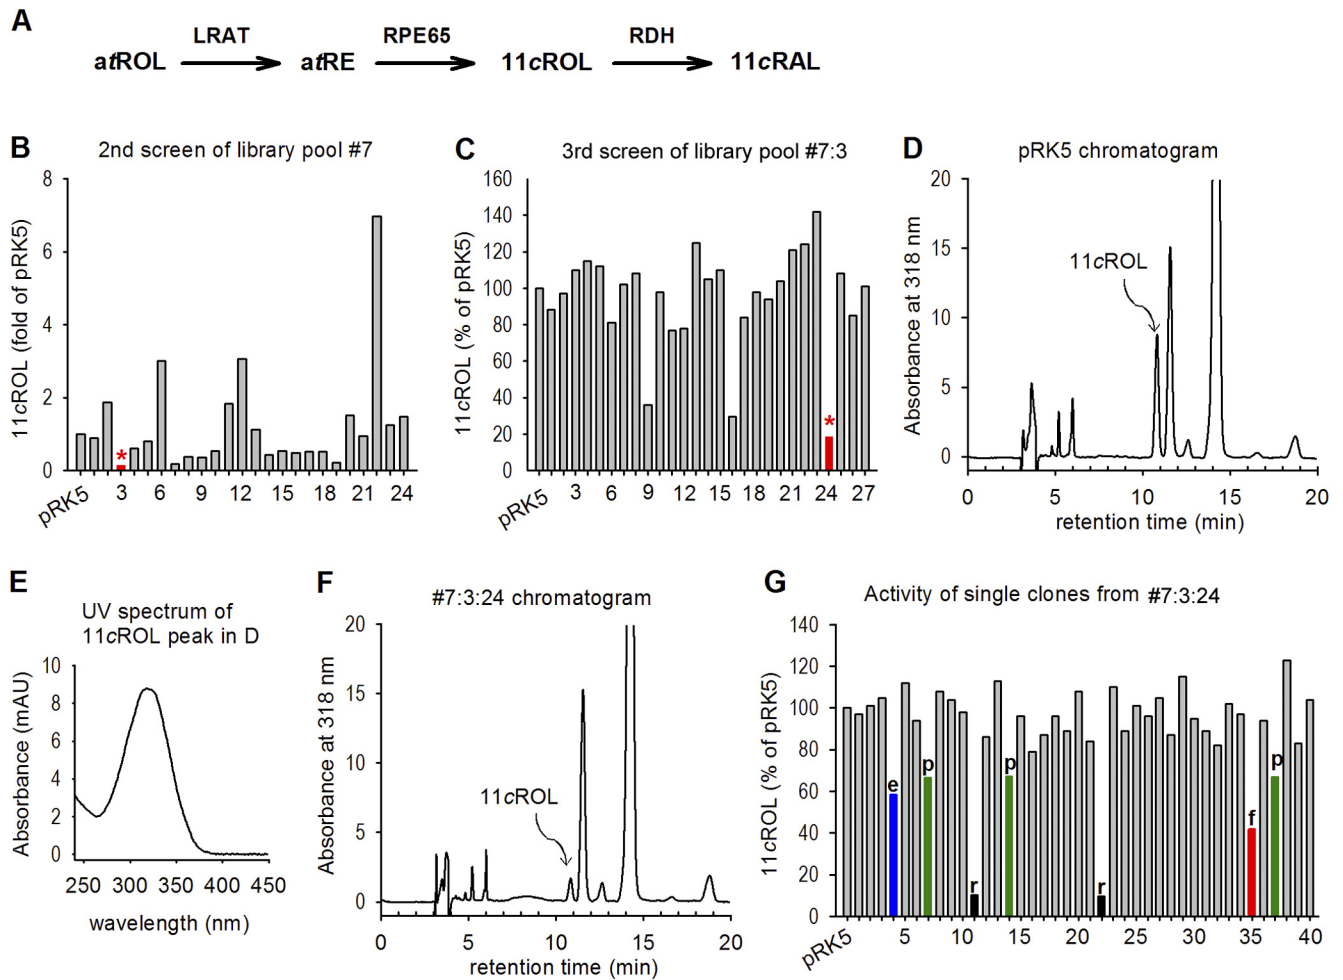 A
LRAT RPE65 RDH
atROL atRE 11cROL 11cRAL
B
2nd screen of library pool #7
11cROL (fold of pRK5)
8
6
4
2
0
*
pRK5 3 6 9 12 15 18 21 24
C
3rd screen of library pool #7:3
11cROL (% of pRK5)
160
140
120
100
80
60
40
20
0
*
pRK5 3 6 9 12 15 18 21 24 27
D
pRK5 chromatogram
Absorbance at 318 nm
20
15
10
5
0
11cROL
0 5 10 15 20
retention time (min)
E
UV spectrum of
11cROL peak in D
Absorbance (mAU)
10
8
6
4
2
0
250 300 350 400 450
wavelength (nm)
F
#7:3:24 chromatogram
Absorbance at 318 nm
20
15
10
5
0
11cROL
0 5 10 15 20
retention time (min)
G
Activity of single clones from #7:3:24
11cROL (% of pRK5)
140
120
100
80
60
40
20
0
e p r p r f p
pRK5 5 10 15 20 25 30 35 40